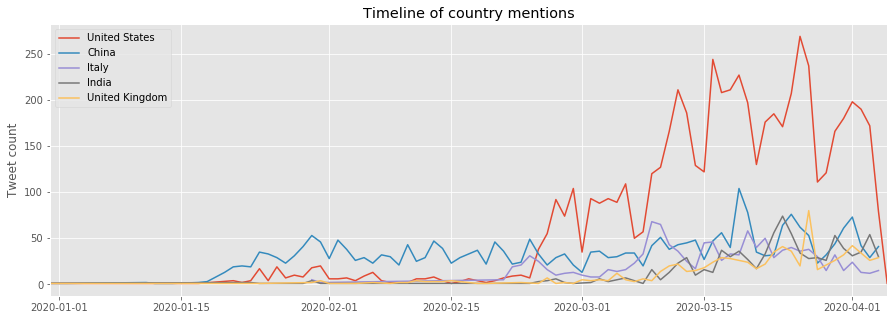 Timeline of country mentions
United States
China
Italy
India
United Kingdom
Tweet count
250
200
150
100
50
0
2020-01-01
2020-01-15
2020-02-01
2020-02-15
2020-03-01
2020-03-15
2020-04-01